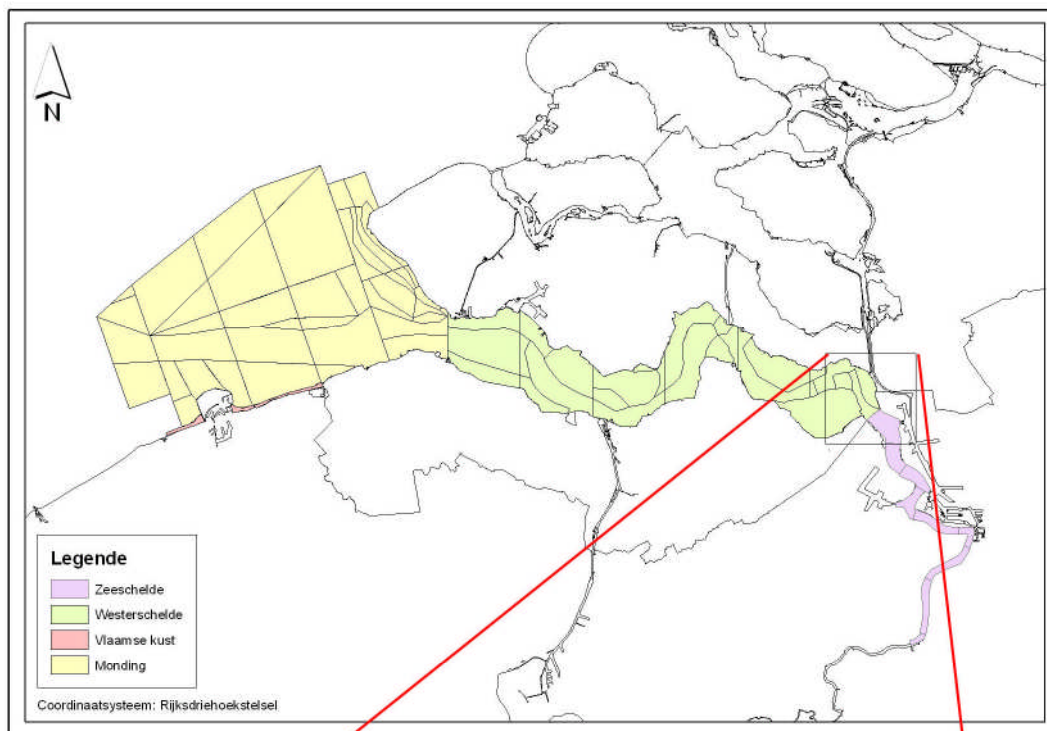 N
Legende
Zeeschelde
Westerschelde
Vlaamse kust
Monding
Coordinaatsysteem: Rijksdriehoekstelsel